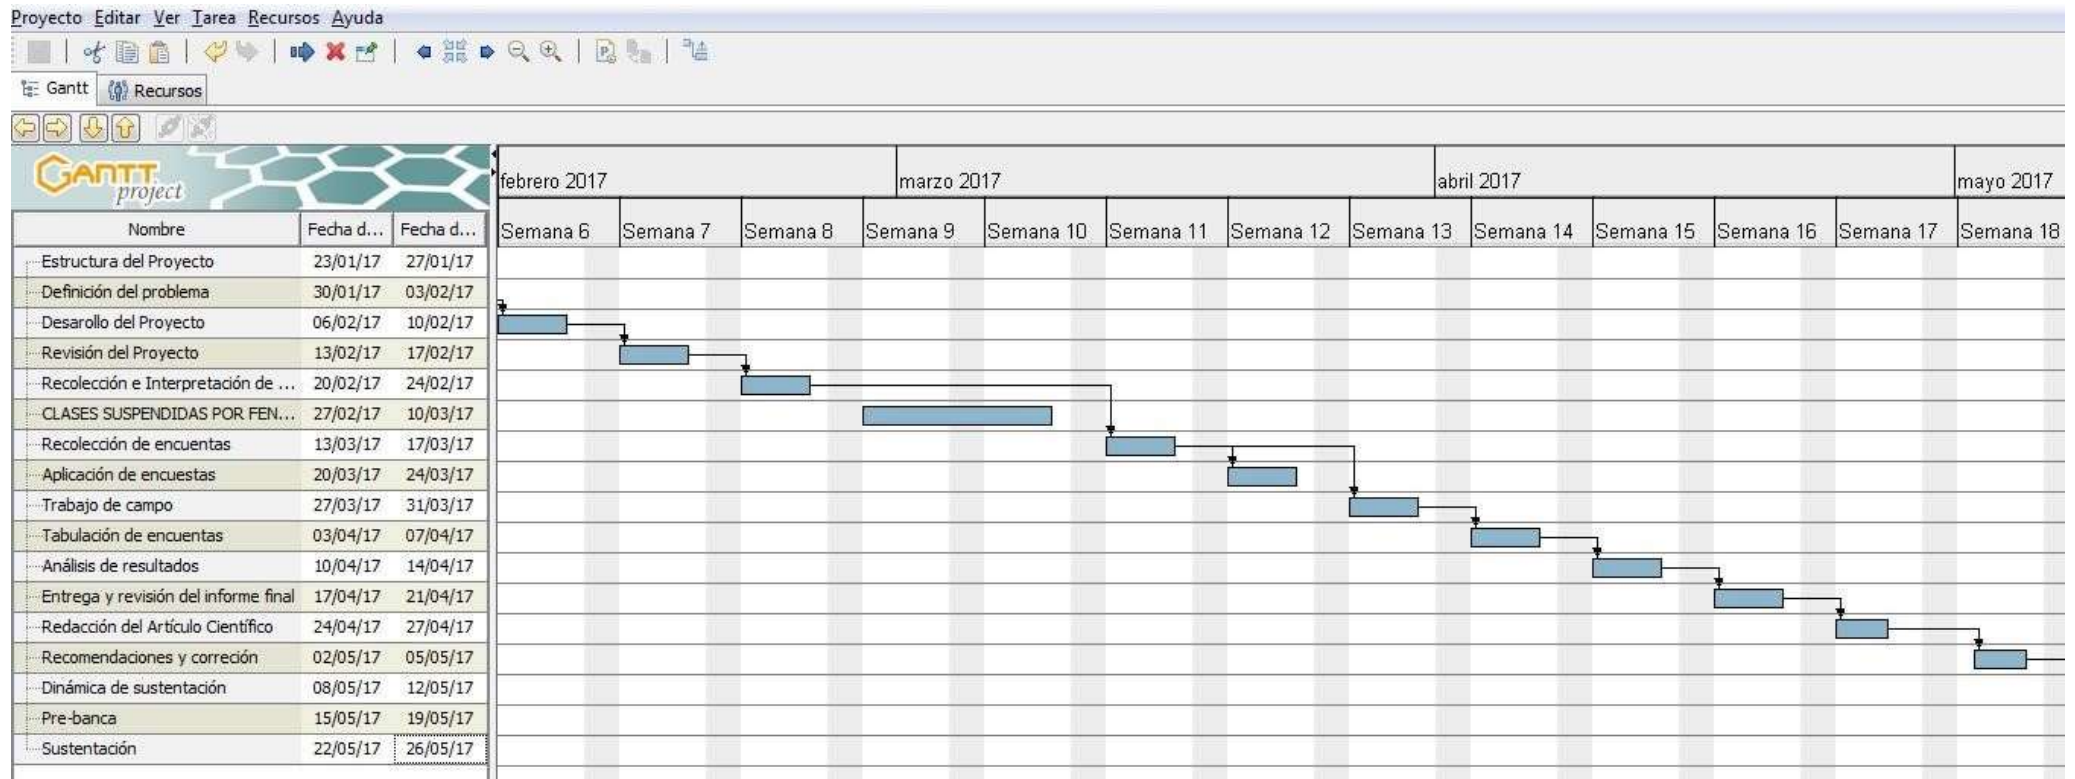 Proyecto Editar Ver Tarea Recursos Ayuda
Gantt Recursos
GANTT project
febrero 2017 marzo 2017 abril 2017 mayo 2017
Nombre Fecha d... Fecha d... Semana 6 Semana 7 Semana 8 Semana 9 Semana 10 Semana 11 Semana 12 Semana 13 Semana 14 Semana 15 Semana 16 Semana 17 Semana 18
Estructura del Proyecto 23/01/17 27/01/17
Definición del problema 30/01/17 03/02/17
Desarollo del Proyecto 06/02/17 10/02/17
Revisión del Proyecto 13/02/17 17/02/17
Recolección e Interpretación de ... 20/02/17 24/02/17
CLASES SUSPENDIDAS POR FEN... 27/02/17 10/03/17
Recolección de encuentas 13/03/17 17/03/17
Aplicación de encuestas 20/03/17 24/03/17
Trabajo de campo 27/03/17 31/03/17
Tabulación de encuentas 03/04/17 07/04/17
Análisis de resultados 10/04/17 14/04/17
Entrega y revisión del informe final 17/04/17 21/04/17
Redacción del Artículo Científico 24/04/17 27/04/17
Recomendaciones y correción 02/05/17 05/05/17
Dinámica de sustentación 08/05/17 12/05/17
Pre-banca 15/05/17 19/05/17
Sustentación 22/05/17 26/05/17